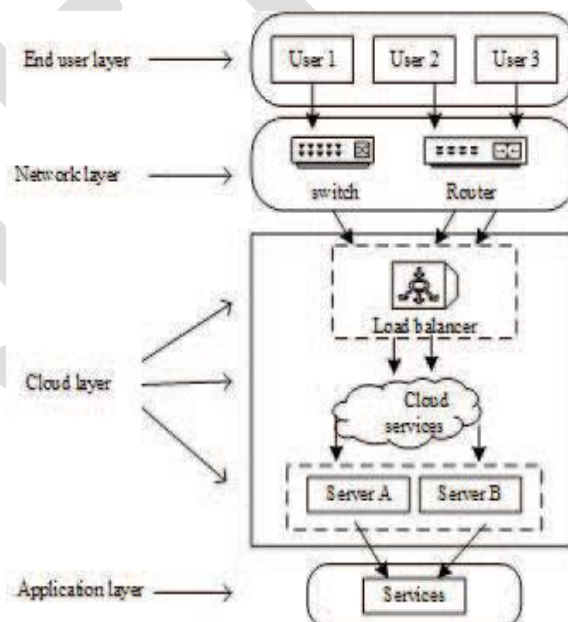 End user layer
User 1
User 2
User 3
Network layer
switch
Router
Load balancer
Cloud layer
Cloud
services
Server A
Server B
Application layer
Services